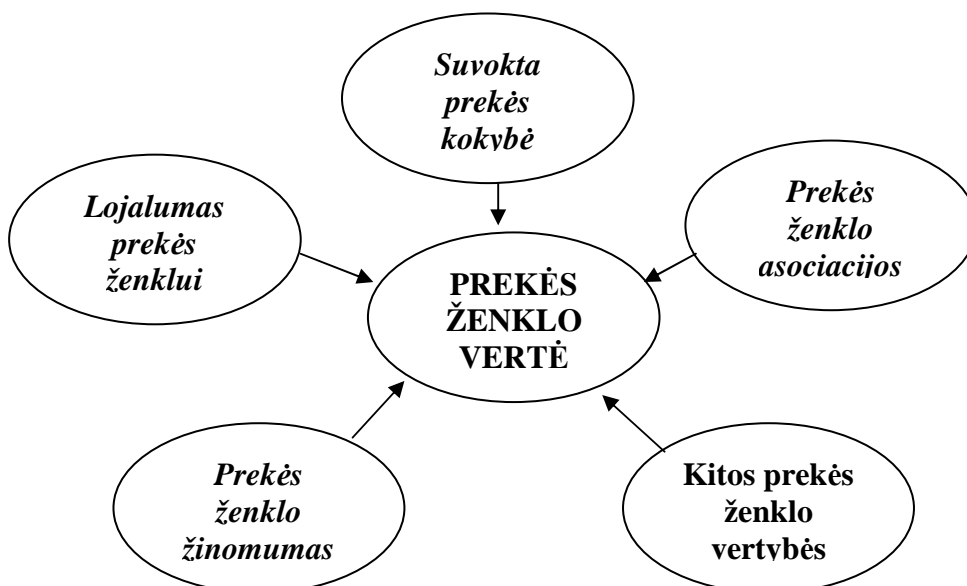 Suvokta
prekės
kokybė
Lojalumas
prekės
ženklui
Prekės
ženklo
asociacijos
PREKĖS
ŽENKLO
VERTĖ
Prekės
ženklo
žinomumas
Kitos prekės
ženklo
vertybės